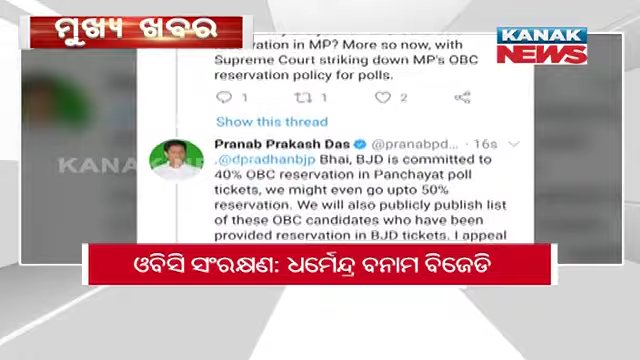 ମୁଖ୍ୟ ଖବର
KANAK
NEWS
reservation in MP? More so now, with
Supreme Court striking down MP's OBC
reservation policy for polls.
1 1 2
Show this thread
Pranab Prakash Das @pranabpd... · 16s
.@dpradhanbjp Bhai, BJD is committed to
40% OBC reservation in Panchayat poll
tickets, we might even go upto 50%
reservation. We will also publicly publish list
of these OBC candidates who have been
provided reservation in BJD tickets. I appeal
ଓବିସି ସଂରକ୍ଷଣ: ଧର୍ମେନ୍ଦ୍ର ବନାମ ବିଜେଡି